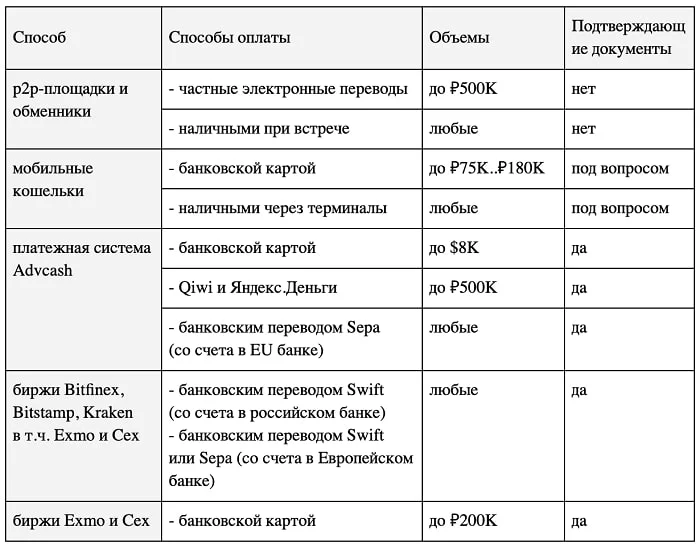 Способ
Способы оплаты
Объемы
Подтверждающ
ие документы
p2p-площадки и
обменники
- частные электронные переводы
до ₽500K
нет
- наличными при встрече
любые
нет
мобильные
кошельки
- банковской картой
до ₽75K..₽180K
под вопросом
- наличными через терминалы
любые
под вопросом
платежная система
Advcash
- банковской картой
до $8K
да
- Qiwi и Яндекс.Деньги
до ₽500K
да
- банковским переводом Sepa
(со счета в EU банке)
любые
да
биржи Bitfinex,
Bitstamp, Kraken
в т.ч. Exmo и Cex
- банковским переводом Swift
(со счета в российском банке)
- банковским переводом Swift
или Sepa (со счета в Европейском
банке)
любые
да
биржи Exmo и Cex
- банковской картой
до ₽200K
да